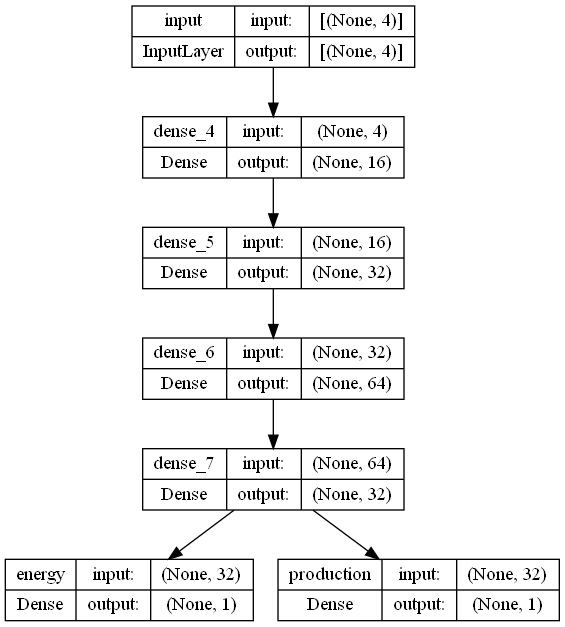 input input: [(None, 4)]
InputLayer output: [(None, 4)]
dense_4 input: (None, 4)
Dense output: (None, 16)
dense_5 input: (None, 16)
Dense output: (None, 32)
dense_6 input: (None, 32)
Dense output: (None, 64)
dense_7 input: (None, 64)
Dense output: (None, 32)
energy input: (None, 32)
Dense output: (None, 1)
production input: (None, 32)
Dense output: (None, 1)